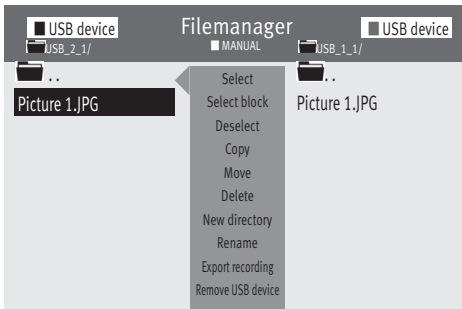 USB device
Filemanager
USB device
USB_2_1/
MANUAL
USB_1_1/
..
..
Picture 1.JPG
Picture 1.JPG
Select
Select block
Deselect
Copy
Move
Delete
New directory
Rename
Export recording
Remove USB device